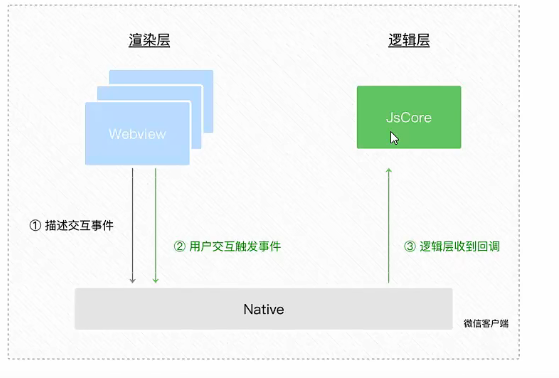 渲染层
逻辑层
Webview
JsCore
① 描述交互事件
② 用户交互触发事件
③ 逻辑层收到回调
Native
微信客户端